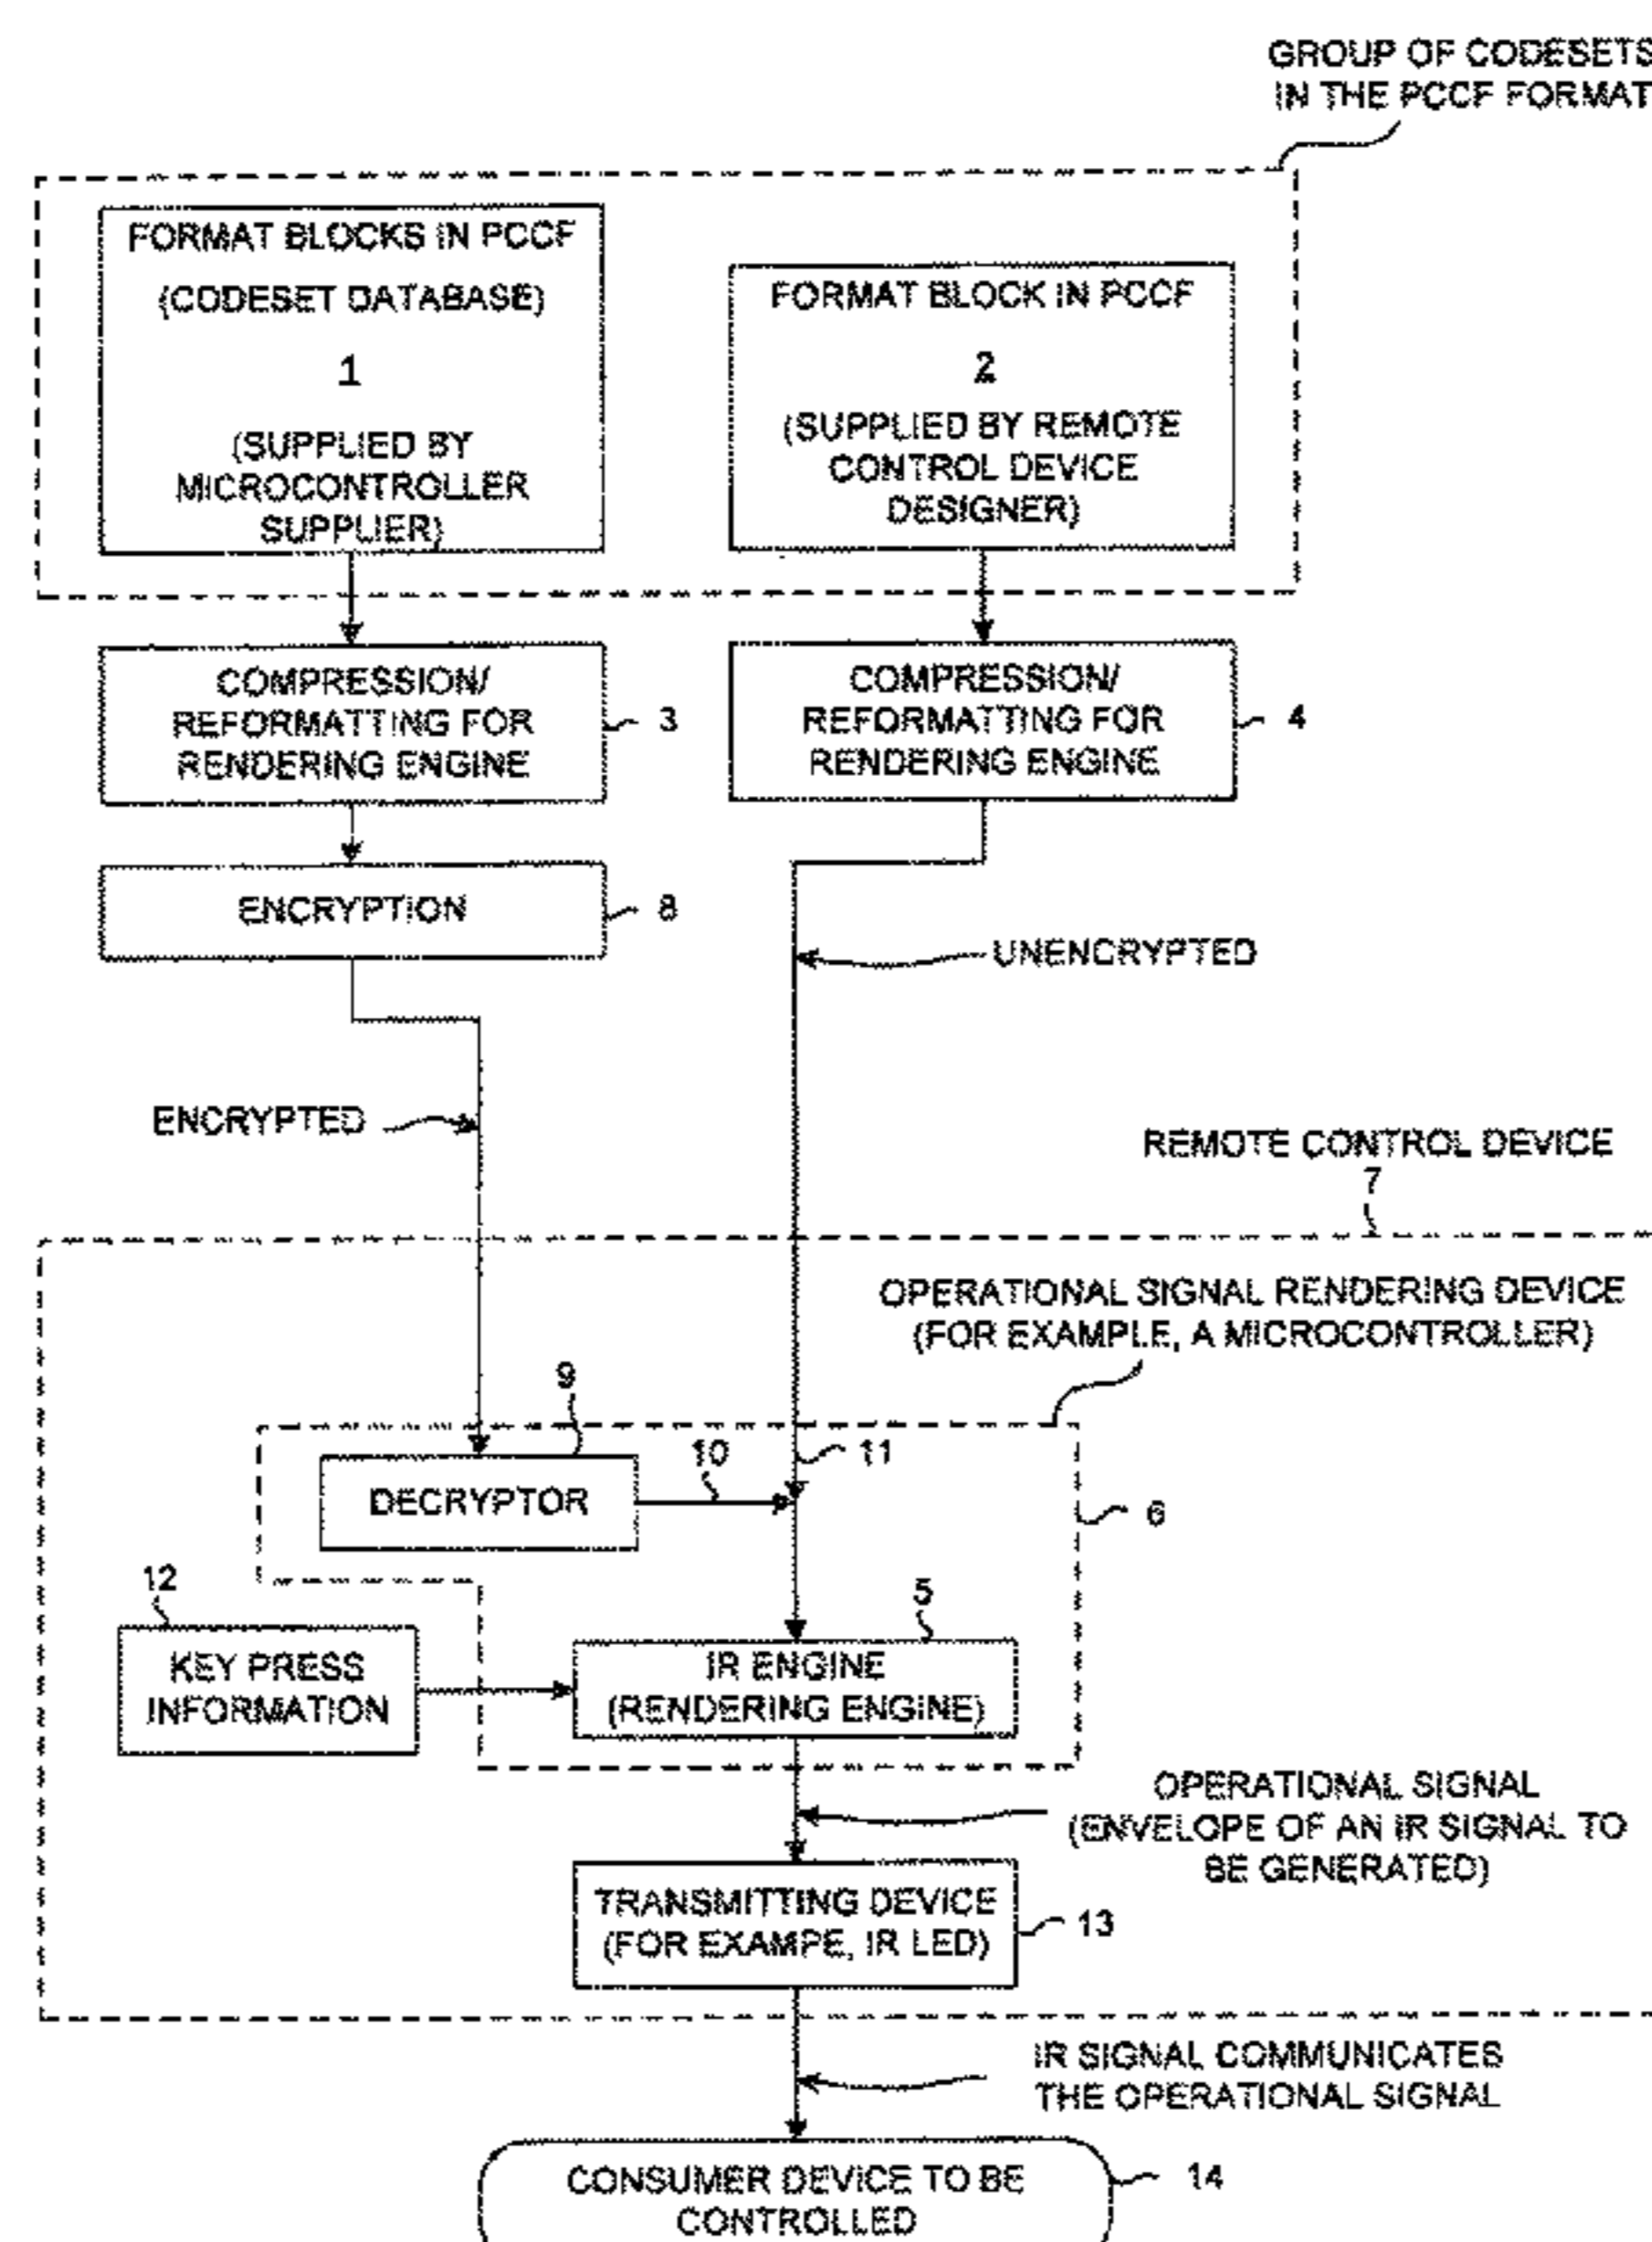 GROUP OF CODESETS
IN THE PCCF FORMAT
FORMAT BLOCKS IN PCCF
(CODESET DATABASE)
1
(SUPPLIED BY
MICROCONTROLLER
SUPPLIER)
FORMAT BLOCK IN PCCF
2
(SUPPLIED BY REMOTE
CONTROL DEVICE
DESIGNER)
COMPRESSION/
REFORMATTING FOR
RENDERING ENGINE
3
COMPRESSION/
REFORMATTING FOR
RENDERING ENGINE
4
ENCRYPTION
8
UNENCRYPTED
ENCRYPTED
REMOTE CONTROL DEVICE
7
OPERATIONAL SIGNAL RENDERING DEVICE
(FOR EXAMPLE, A MICROCONTROLLER)
9
DECRYPTOR
10
11
6
12
KEY PRESS
INFORMATION
5
IR ENGINE
(RENDERING ENGINE)
OPERATIONAL SIGNAL
(ENVELOPE OF AN IR SIGNAL TO
BE GENERATED)
TRANSMITTING DEVICE
(FOR EXAMPE, IR LED)
13
IR SIGNAL COMMUNICATES
THE OPERATIONAL SIGNAL
CONSUMER DEVICE TO BE
CONTROLLED
14